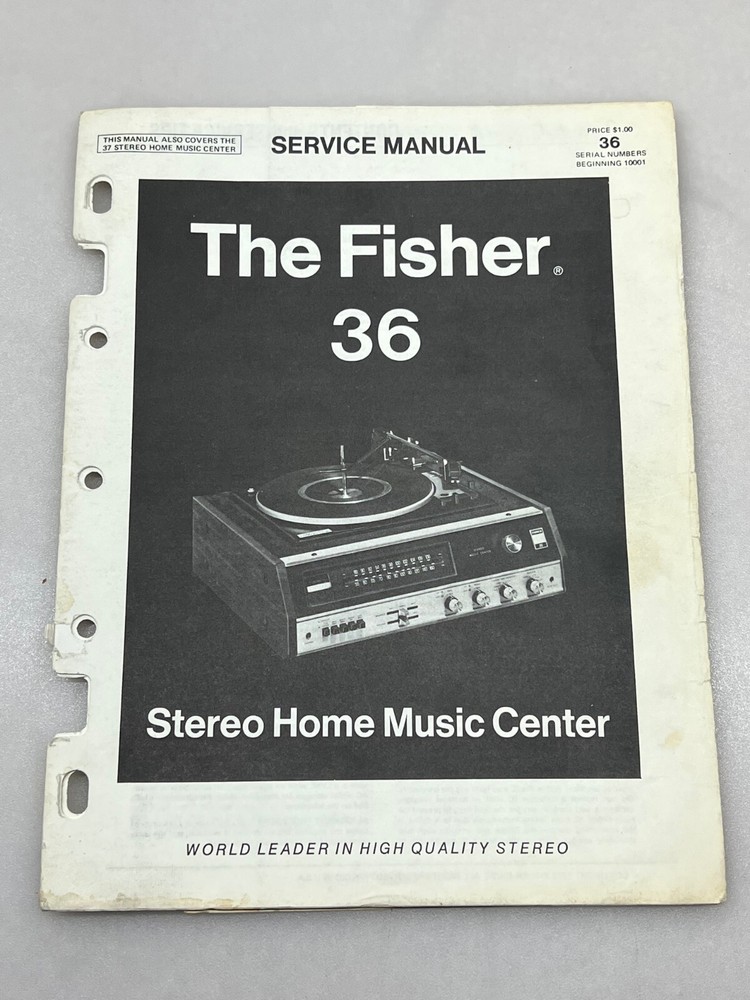 THIS MANUAL ALSO COVERS THE
37 STEREO HOME MUSIC CENTER
SERVICE MANUAL
PRICE $1.00
36
SERIAL NUMBERS
BEGINNING 10001
The Fisher®
36
Stereo Home Music Center
WORLD LEADER IN HIGH QUALITY STEREO